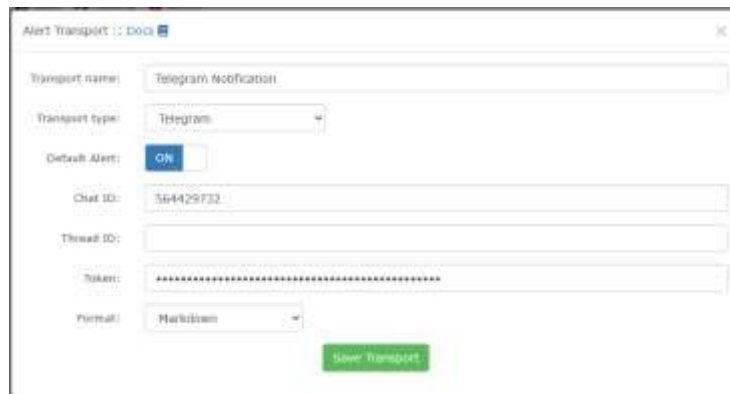 Alert Transport :: Docs
Transport name: Telegram Notification
Transport type: Telegram
Default Alert: ON
Chat ID: 564429732
Thread ID:
Token: ••••••••••••••••••••••••••••••••••••••••••••••
Format: Markdown
Save Transport